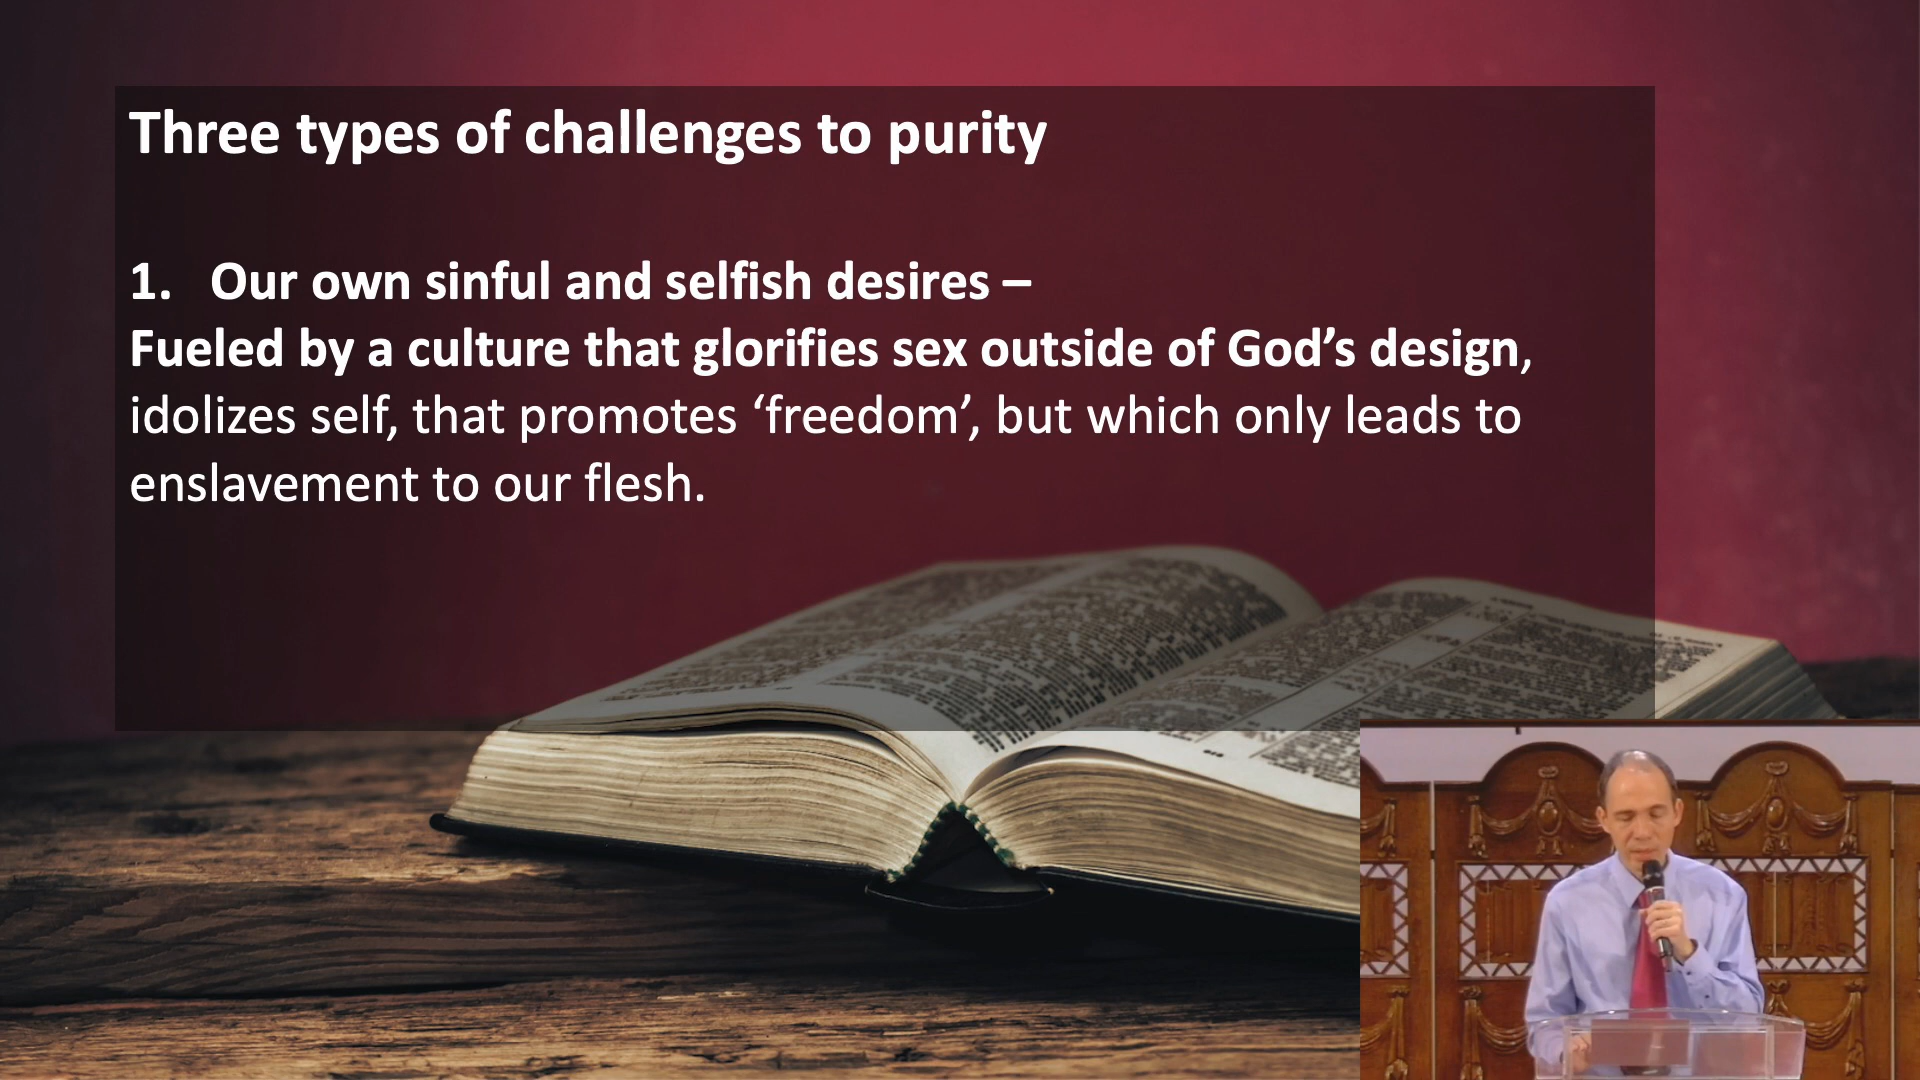 Three types of challenges to purity
1. Our own sinful and selfish desires –
Fueled by a culture that glorifies sex outside of God’s design,
idolizes self, that promotes ‘freedom’, but which only leads to
enslavement to our flesh.